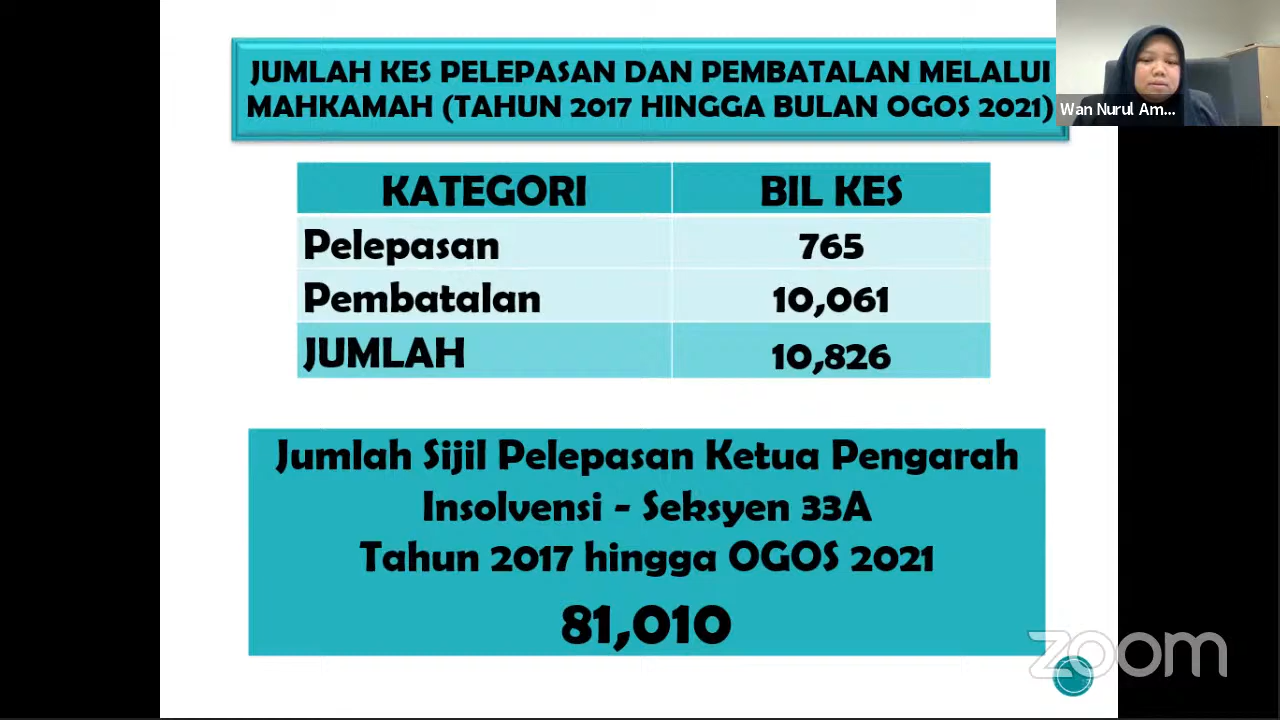 JUMLAH KES PELEPASAN DAN PEMBATALAN MELALUI
MAHKAMAH (TAHUN 2017 HINGGA BULAN OGOS 2021)
Wan Nurul Am...
KATEGORI BIL KES
Pelepasan 765
Pembatalan 10,061
JUMLAH 10,826
Jumlah Sijil Pelepasan Ketua Pengarah
Insolvensi - Seksyen 33A
Tahun 2017 hingga OGOS 2021
81,010
zoom